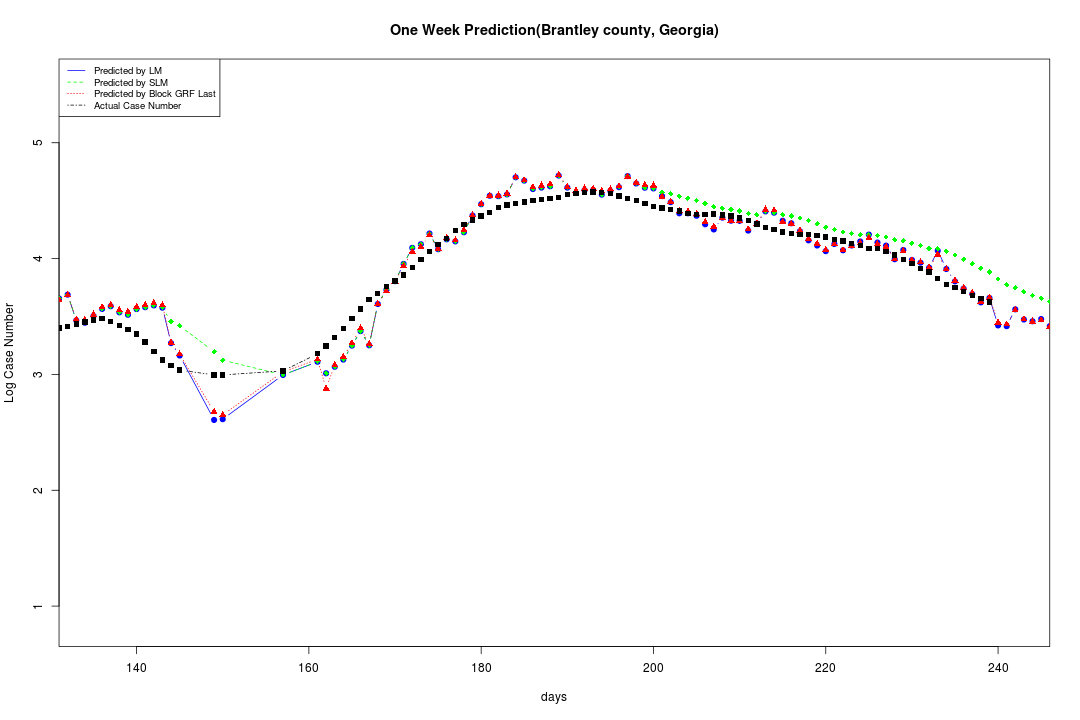 One Week Prediction(Brantley county, Georgia)
Predicted by LM
Predicted by SLM
Predicted by Block GRF Last
Actual Case Number
5
4
3
2
1
Log Case Number
140 160 180 200 220 240
days